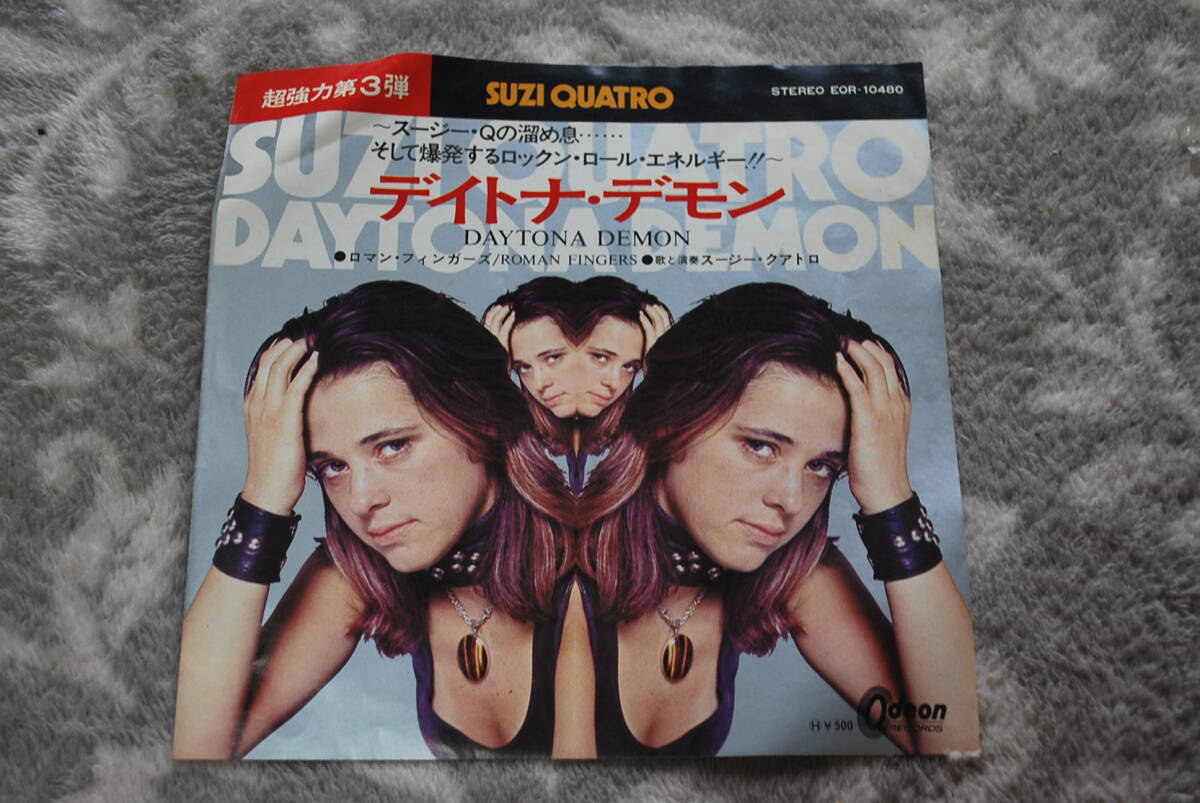 超強力第3弾
SUZI QUATRO
STEREO EOR-10480
SUZI QUATRO
～スージー・Qの溜め息……
そして爆発するロックン・ロール・エネルギー!!～
デイトナ・デモン
DAYTONA DEMON
DAYTONA DEMON
●ロマン・フィンガーズ/ROMAN FINGERS ●歌と演奏 スージー・クアトロ
Ⓗ ¥500
Odeon
RECORDS